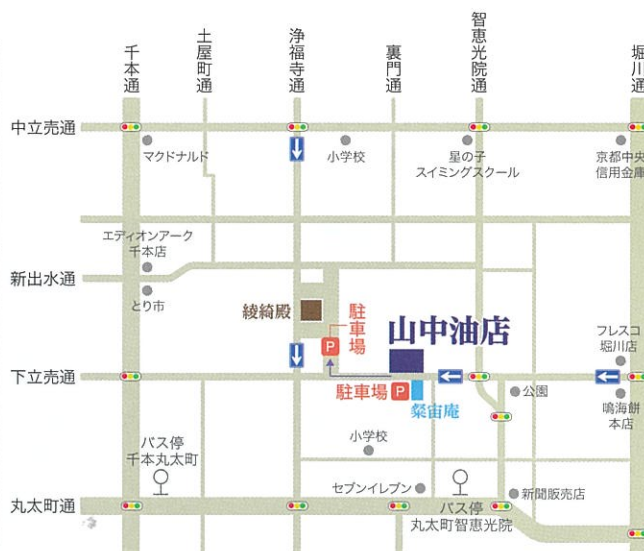 千本通
土屋町通
浄福寺通
裏門通
智恵光院通
堀川通
中立売通
マクドナルド
小学校
星の子
スイミングスクール
京都中央
信用金庫
エディオンアーク
千本店
新出水通
とり市
綾綺殿
駐車場
P
山中油店
フレスコ
堀川店
下立売通
駐車場
P
粲宙庵
公園
鳴海餅
本店
小学校
バス停
千本丸太町
セブンイレブン
新聞販売店
丸太町通
バス停
丸太町智恵光院